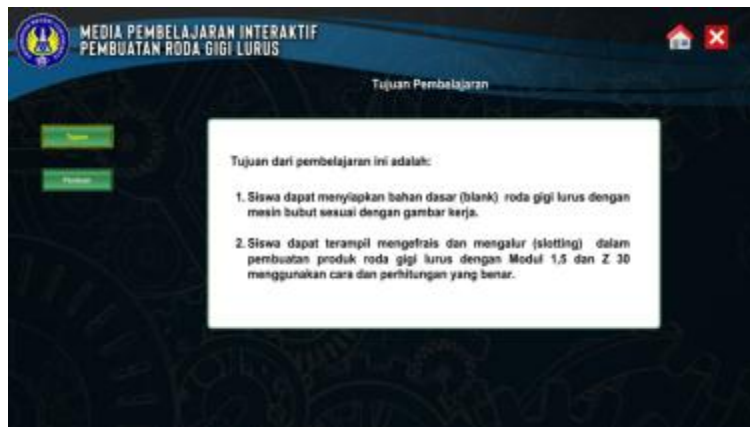 MEDIA PEMBELAJARAN INTERAKTIF
PEMBUATAN RODA GIGI LURUS
Tujuan Pembelajaran
Tujuan
Tujuan dari pembelajaran ini adalah:
1. Siswa dapat menyiapkan bahan dasar (blank) roda gigi lurus dengan
mesin bubut sesuai dengan gambar kerja.
2. Siswa dapat terampil mengefrais dan mengalur (slotting) dalam
pembuatan produk roda gigi lurus dengan Modul 1,5 dan Z 30
menggunakan cara dan perhitungan yang benar.